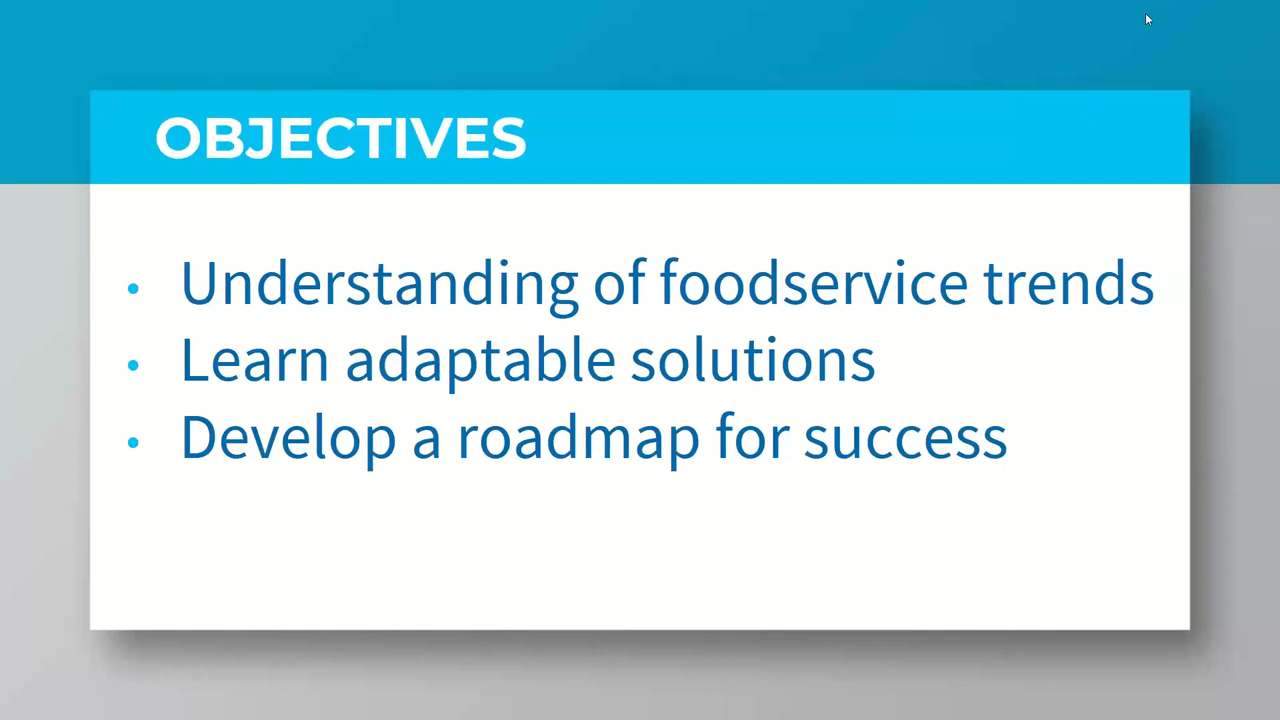 OBJECTIVES
• Understanding of foodservice trends
• Learn adaptable solutions
• Develop a roadmap for success